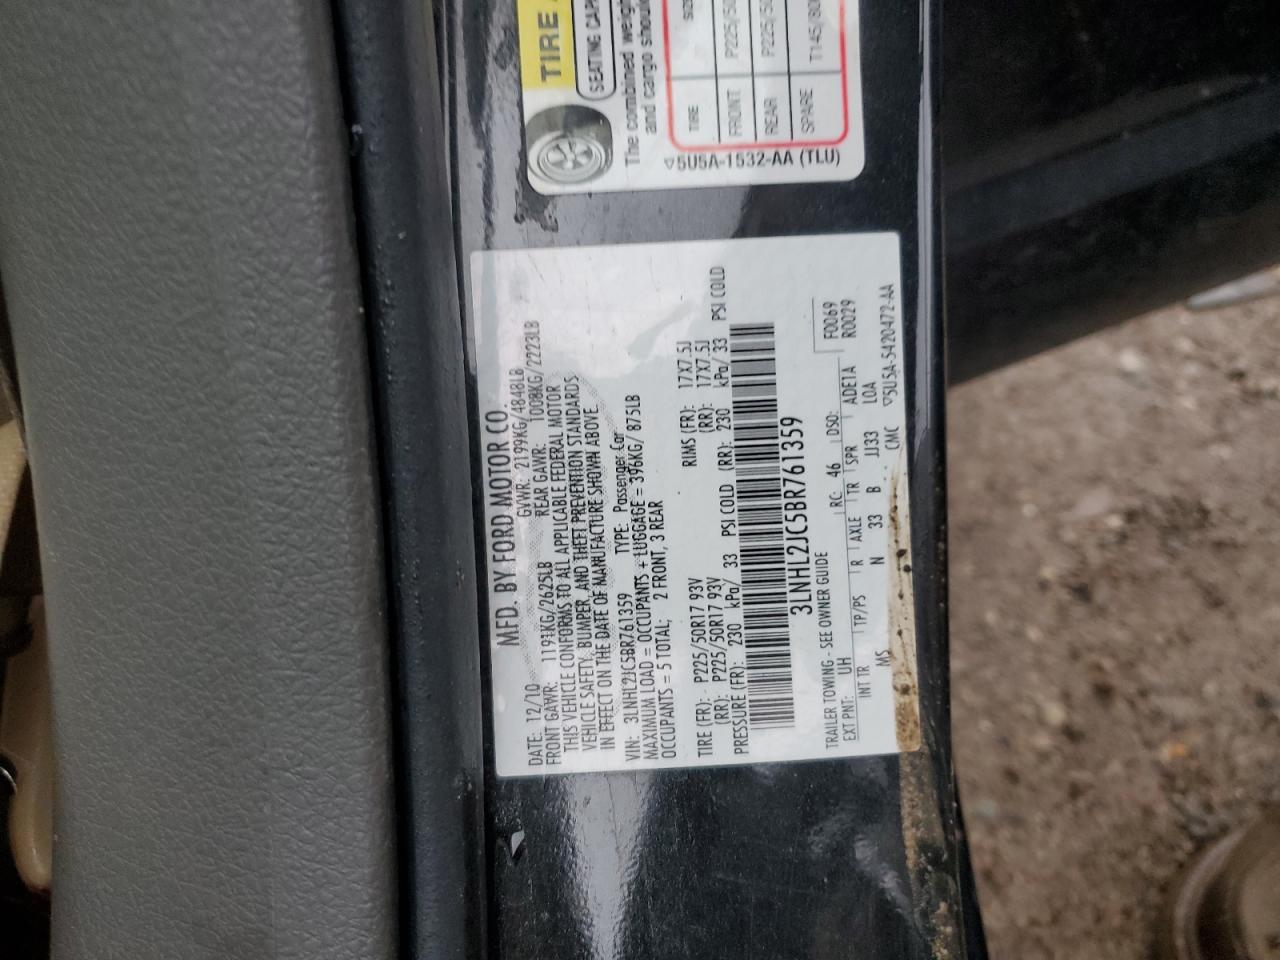 TIRE
SEATING CAPA
The combined weigh
and cargo should
TIRE SIZE
FRONT P225/50
REAR P225/50
SPARE T145/80
5U5A-1532-AA (TLU)
MFD. BY FORD MOTOR CO.
DATE: 12/10 GVWR: 2199KG/4848LB
FRONT GAWR: 1191KG/2625LB REAR GAWR: 1008KG/2223LB
THIS VEHICLE CONFORMS TO ALL APPLICABLE FEDERAL MOTOR
VEHICLE SAFETY, BUMPER, AND THEFT PREVENTION STANDARDS
IN EFFECT ON THE DATE OF MANUFACTURE SHOWN ABOVE
VIN: 3LNHL2JC5BR761359 TYPE: Passenger Car
MAXIMUM LOAD = OCCUPANTS + LUGGAGE = 396KG/ 875LB
OCCUPANTS = 5 TOTAL; 2 FRONT, 3 REAR
TIRE (FR): P225/50R17 93V RIMS (FR): 17X7.5J
(RR): P225/50R17 93V (RR): 17X7.5J
PRESSURE (FR): 230 kPa/ 33 PSI COLD (RR): 230 kPa/ 33 PSI COLD
3LNHL2JC5BR761359
TRAILER TOWING - SEE OWNER GUIDE F0069
EXT PNT: UH RC: 46 DSO: R0029
INT TR TP/PS R AXLE TR SPR ADE1A
MS N 33 B JJ33 LOA
CMC 5U5A-5420472-AA